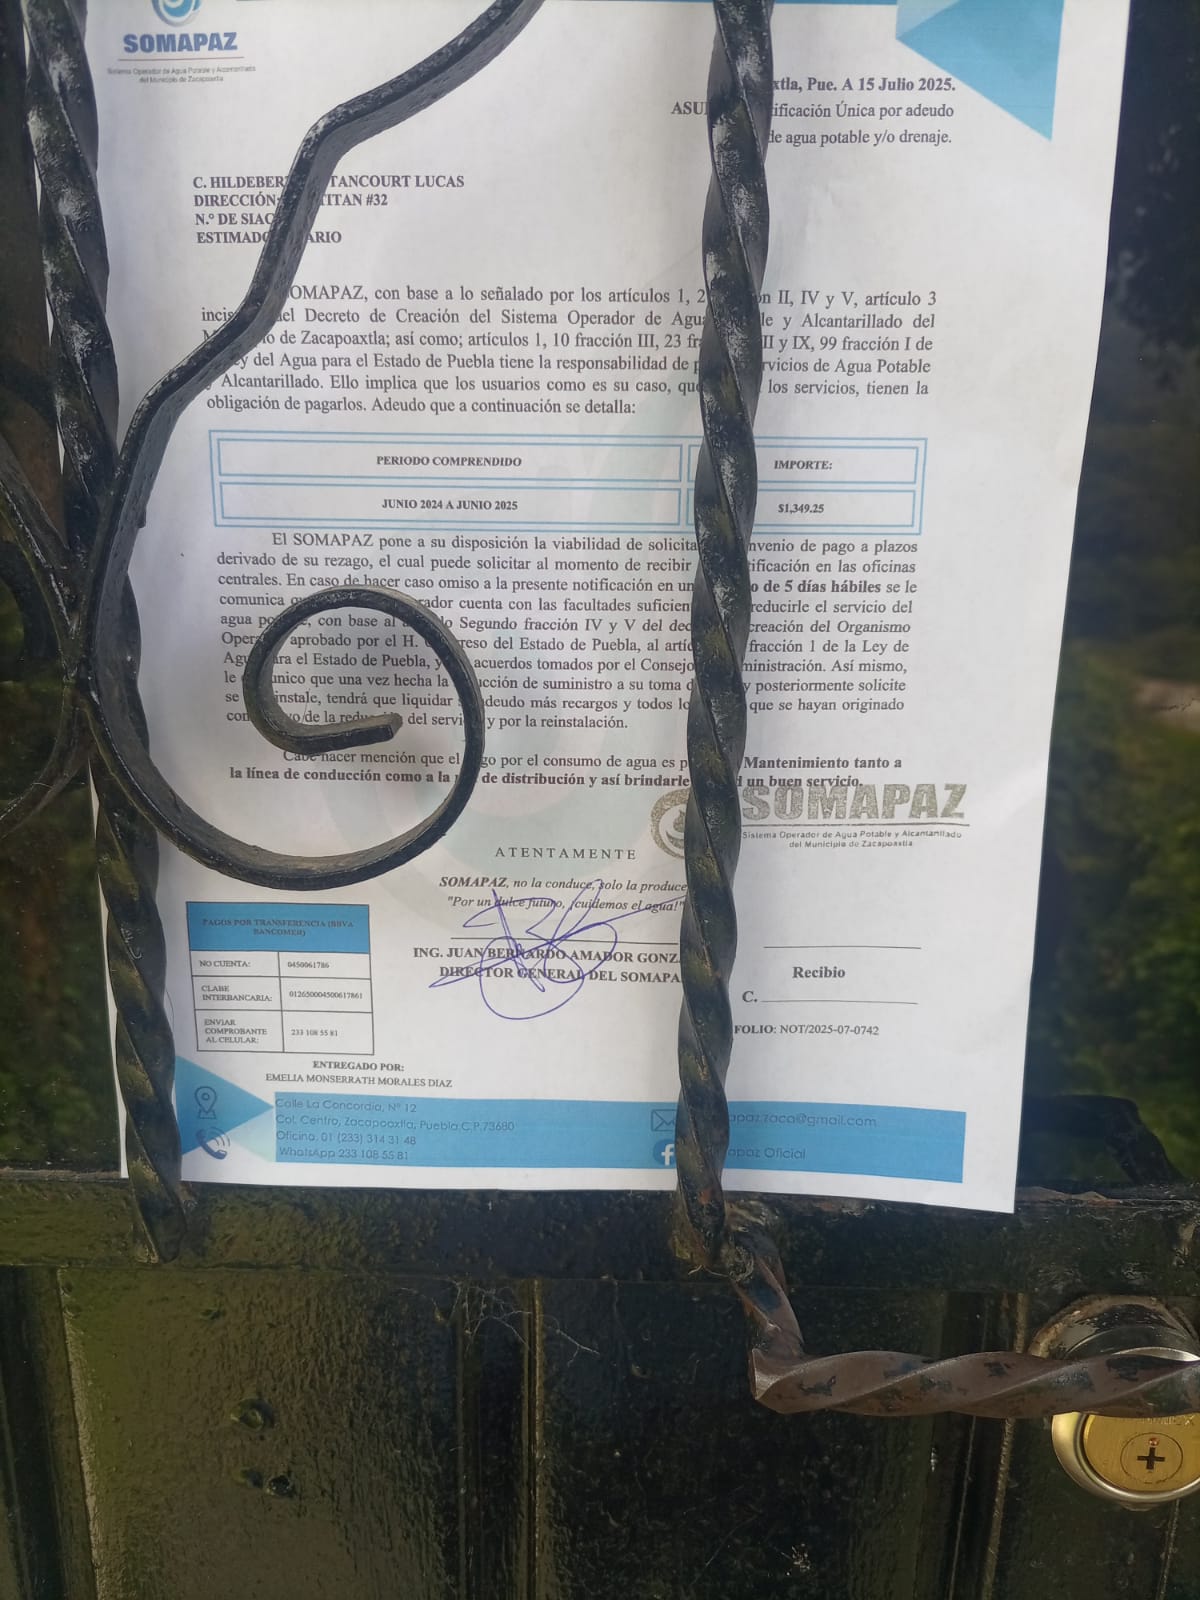 SOMAPAZ
Sistema Operador de Agua Potable y Alcantarillado
del Municipio de Zacapoaxtla
xtla, Pue. A 15 Julio 2025.
ASU ificación Única por adeudo
de agua potable y/o drenaje.
C. HILDEBER TANCOURT LUCAS
DIRECCIÓN: TITAN #32
N.° DE SIAC
ESTIMADO ARIO
OMAPAZ, con base a lo señalado por los artículos 1, 2 n II, IV y V, artículo 3
incis el Decreto de Creación del Sistema Operador de Agu le y Alcantarillado del
M io de Zacapoaxtla; así como; artículos 1, 10 fracción III, 23 fr II y IX, 99 fracción I de
ey del Agua para el Estado de Puebla tiene la responsabilidad de p rvicios de Agua Potable
Alcantarillado. Ello implica que los usuarios como es su caso, que los servicios, tienen la
obligación de pagarlos. Adeudo que a continuación se detalla:
PERIODO COMPRENDIDO IMPORTE:
JUNIO 2024 A JUNIO 2025 $1,349.25
El SOMAPAZ pone a su disposición la viabilidad de solicita nvenio de pago a plazos
derivado de su rezago, el cual puede solicitar al momento de recibir ificación en las oficinas
centrales. En caso de hacer caso omiso a la presente notificación en un o de 5 días hábiles se le
comunica q rador cuenta con las facultades suficien reducirle el servicio del
agua po , con base al lo Segundo fracción IV y V del dec creación del Organismo
Oper aprobado por el H. reso del Estado de Puebla, al artíc fracción 1 de la Ley de
Agu ara el Estado de Puebla, y acuerdos tomados por el Consejo ministración. Así mismo,
le nico que una vez hecha la cción de suministro a su toma d y posteriormente solicite
se instale, tendrá que liquidar deudo más recargos y todos lo que se hayan originado
con o/de la redu del servi y por la reinstalación.
Cabe hacer mención que el go por el consumo de agua es p Mantenimiento tanto a
la línea de conducción como a la de distribución y así brindarle d un buen servicio.
SOMAPAZ
Sistema Operador de Agua Potable y Alcantarillado
del Municipio de Zacapoaxtla
ATENTAMENTE
SOMAPAZ, no la conduce, solo la produce
"Por un dulce futuro, ¡cuidemos el agua!"
PAGOS POR TRANSFERENCIA (BBVA
BANCOMER)
NO CUENTA: 0450061786
CLABE
INTERBANCARIA: 012650004500617861
ENVIAR
COMPROBANTE
AL CELULAR: 233 108 55 81
ING. JUAN BERNARDO AMADOR GONZ
DIRECTOR GENERAL DEL SOMAPA
Recibio
C.
FOLIO: NOT/2025-07-0742
ENTREGADO POR:
EMELIA MONSERRATH MORALES DIAZ
Calle La Concordia, N° 12
Col. Centro, Zacapoaxtla, Puebla.C.P.73680
Oficina. 01 (233) 314 31 48
WhatsApp 233 108 55 81
apaz.zaca@gmail.com
apaz Oficial